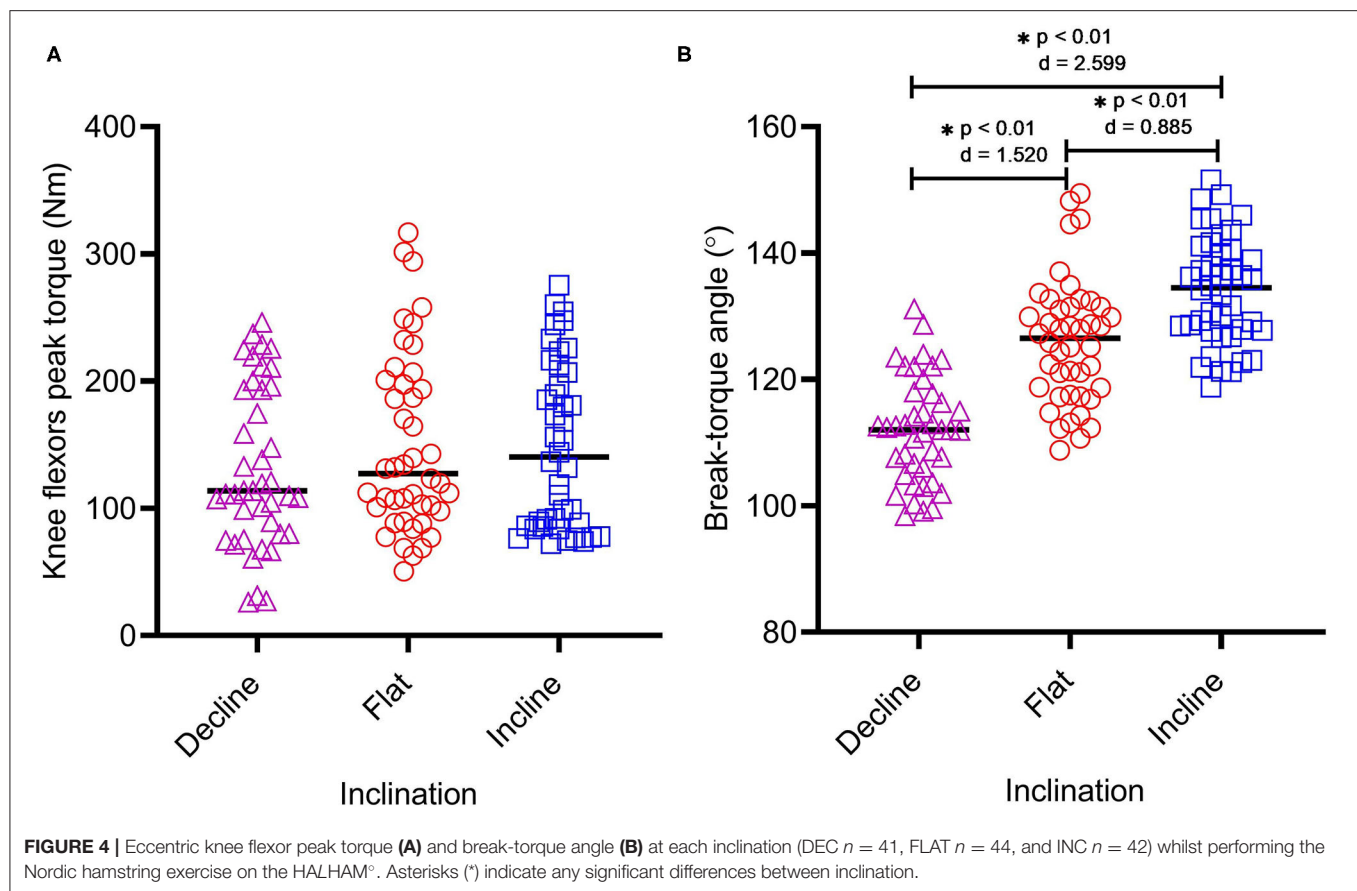 A
Knee flexors peak torque (Nm)
400
300
200
100
0
Decline
Flat
Incline
Inclination
B
* p < 0.01
d = 2.599
* p < 0.01
d = 0.885
* p < 0.01
d = 1.520
Break-torque angle (°)
160
140
120
100
80
Decline
Flat
Incline
Inclination
FIGURE 4 | Eccentric knee flexor peak torque (A) and break-torque angle (B) at each inclination (DEC n = 41, FLAT n = 44, and INC n = 42) whilst performing the
Nordic hamstring exercise on the HALHAM°. Asterisks (*) indicate any significant differences between inclination.